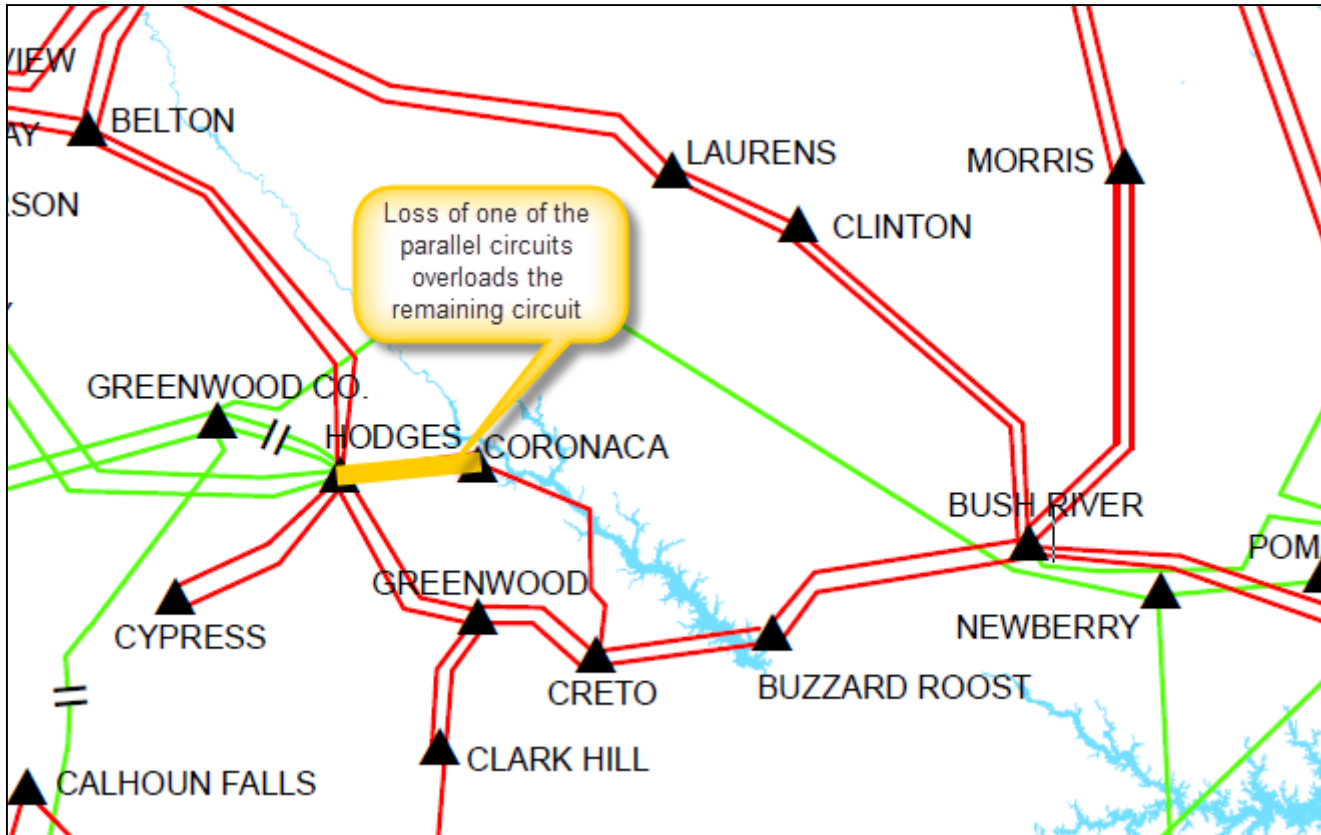 VIEW
BELTON
AY
LAURENS
MORRIS
SON
Loss of one of the
parallel circuits
overloads the
remaining circuit
CLINTON
GREENWOOD CO.
HODGES
CORONACA
BUSH RIVER
POMA
GREENWOOD
CYPRESS
NEWBERRY
CRETO
BUZZARD ROOST
CLARK HILL
CALHOUN FALLS